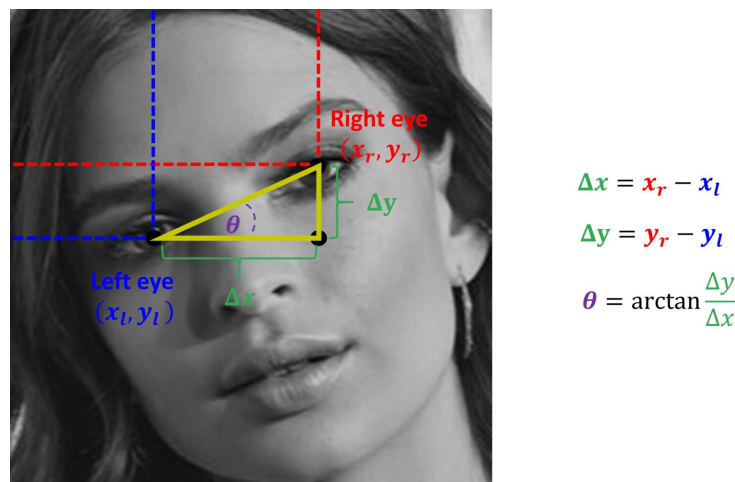 Right eye
(x_r, y_r)
Δy
θ
Left eye
(x_l, y_l)
Δx
Δx = x_r − x_l
Δy = y_r − y_l
θ = arctan Δy/Δx